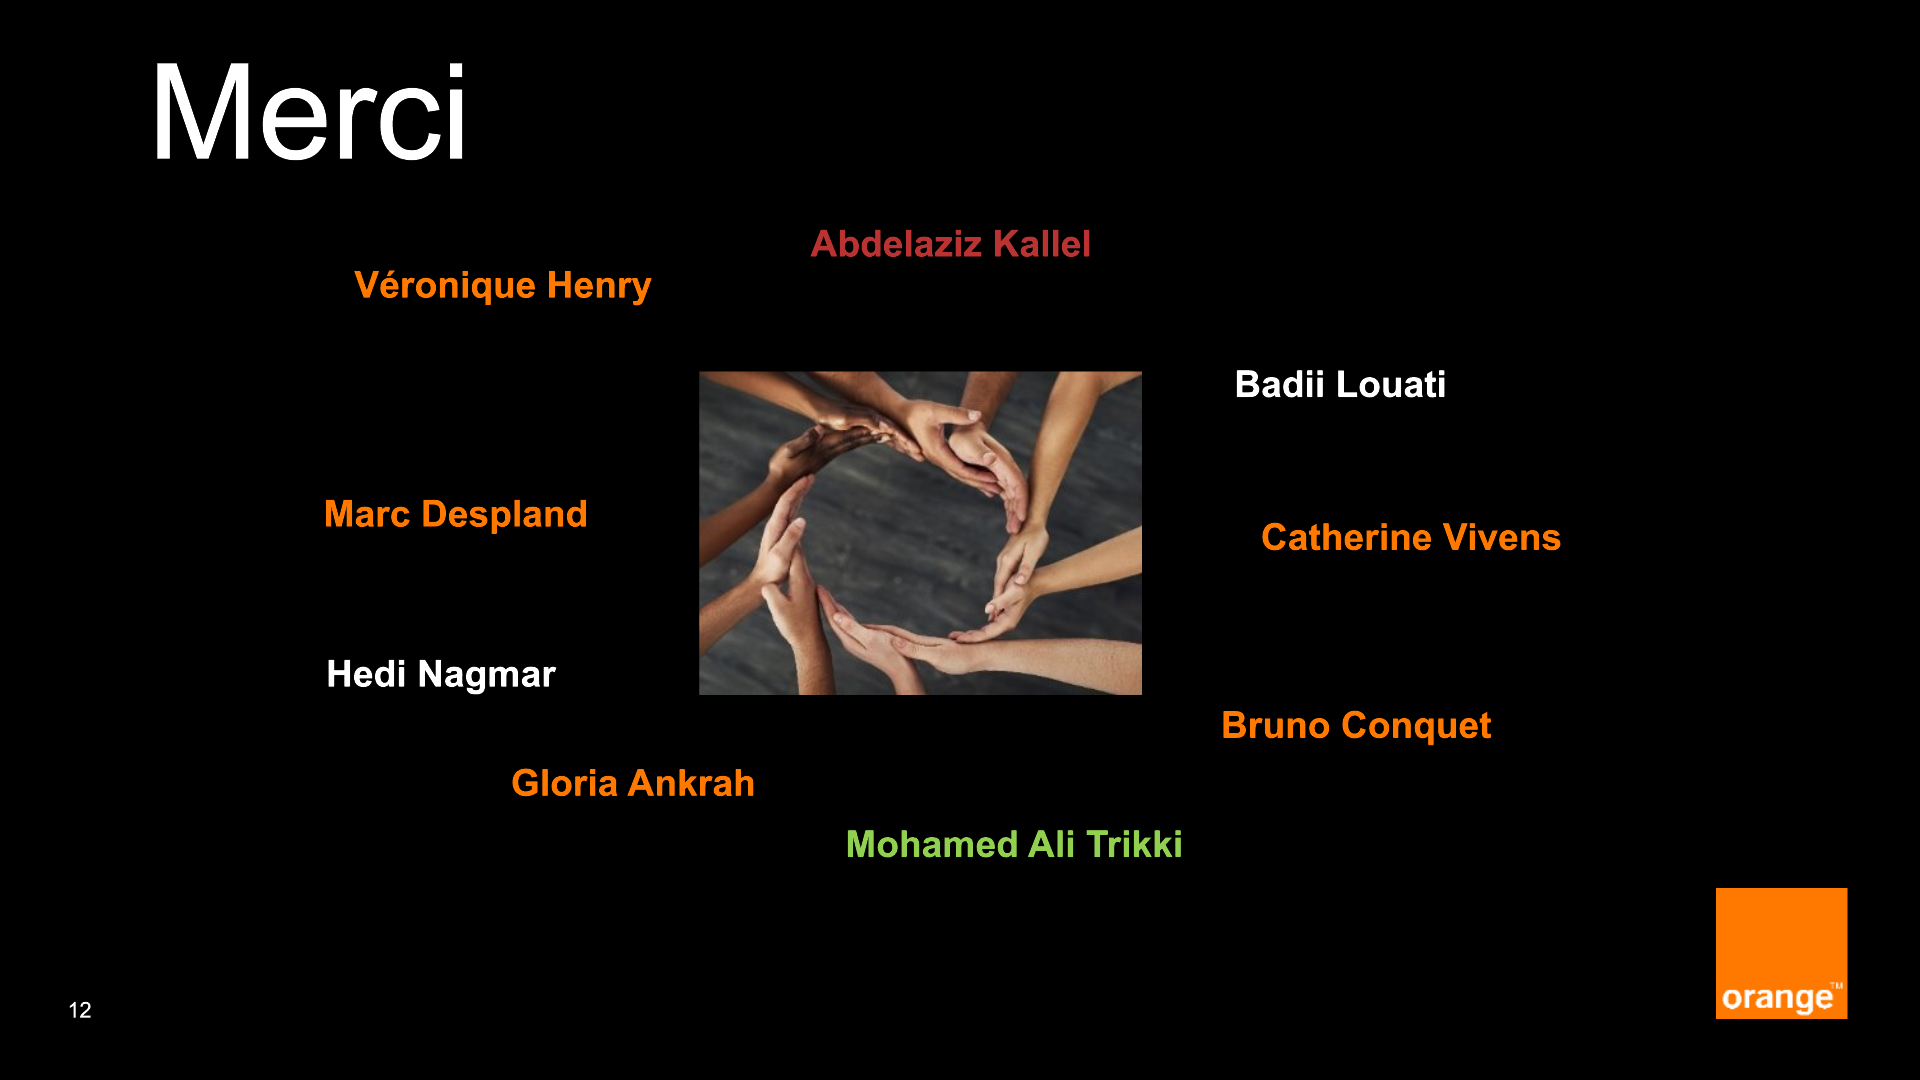 Merci
Abdelaziz Kallel
Véronique Henry
Badii Louati
Marc Despland
Catherine Vivens
Hedi Nagmar
Bruno Conquet
Gloria Ankrah
Mohamed Ali Trikki
orange™
12